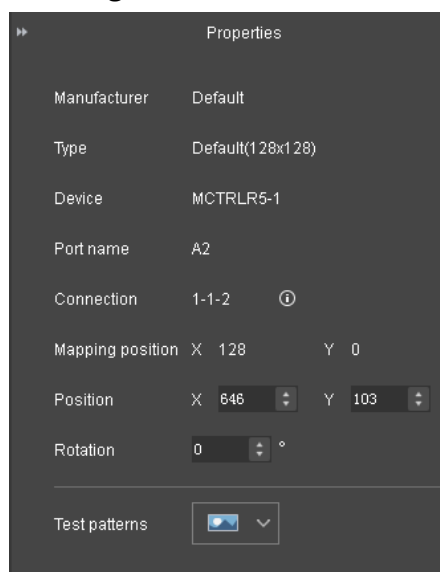 Properties
Manufacturer Default
Type Default(128x128)
Device MCTRLR5-1
Port name A2
Connection 1-1-2
Mapping position X 128 Y 0
Position X 646 Y 103
Rotation 0 °
Test patterns